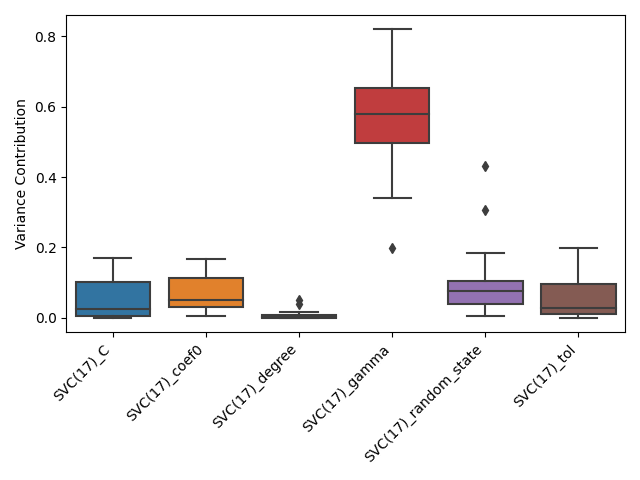 Variance Contribution
0.8
0.6
0.4
0.2
0.0
SVC(17)_C
SVC(17)_coef0
SVC(17)_degree
SVC(17)_gamma
SVC(17)_random_state
SVC(17)_tol